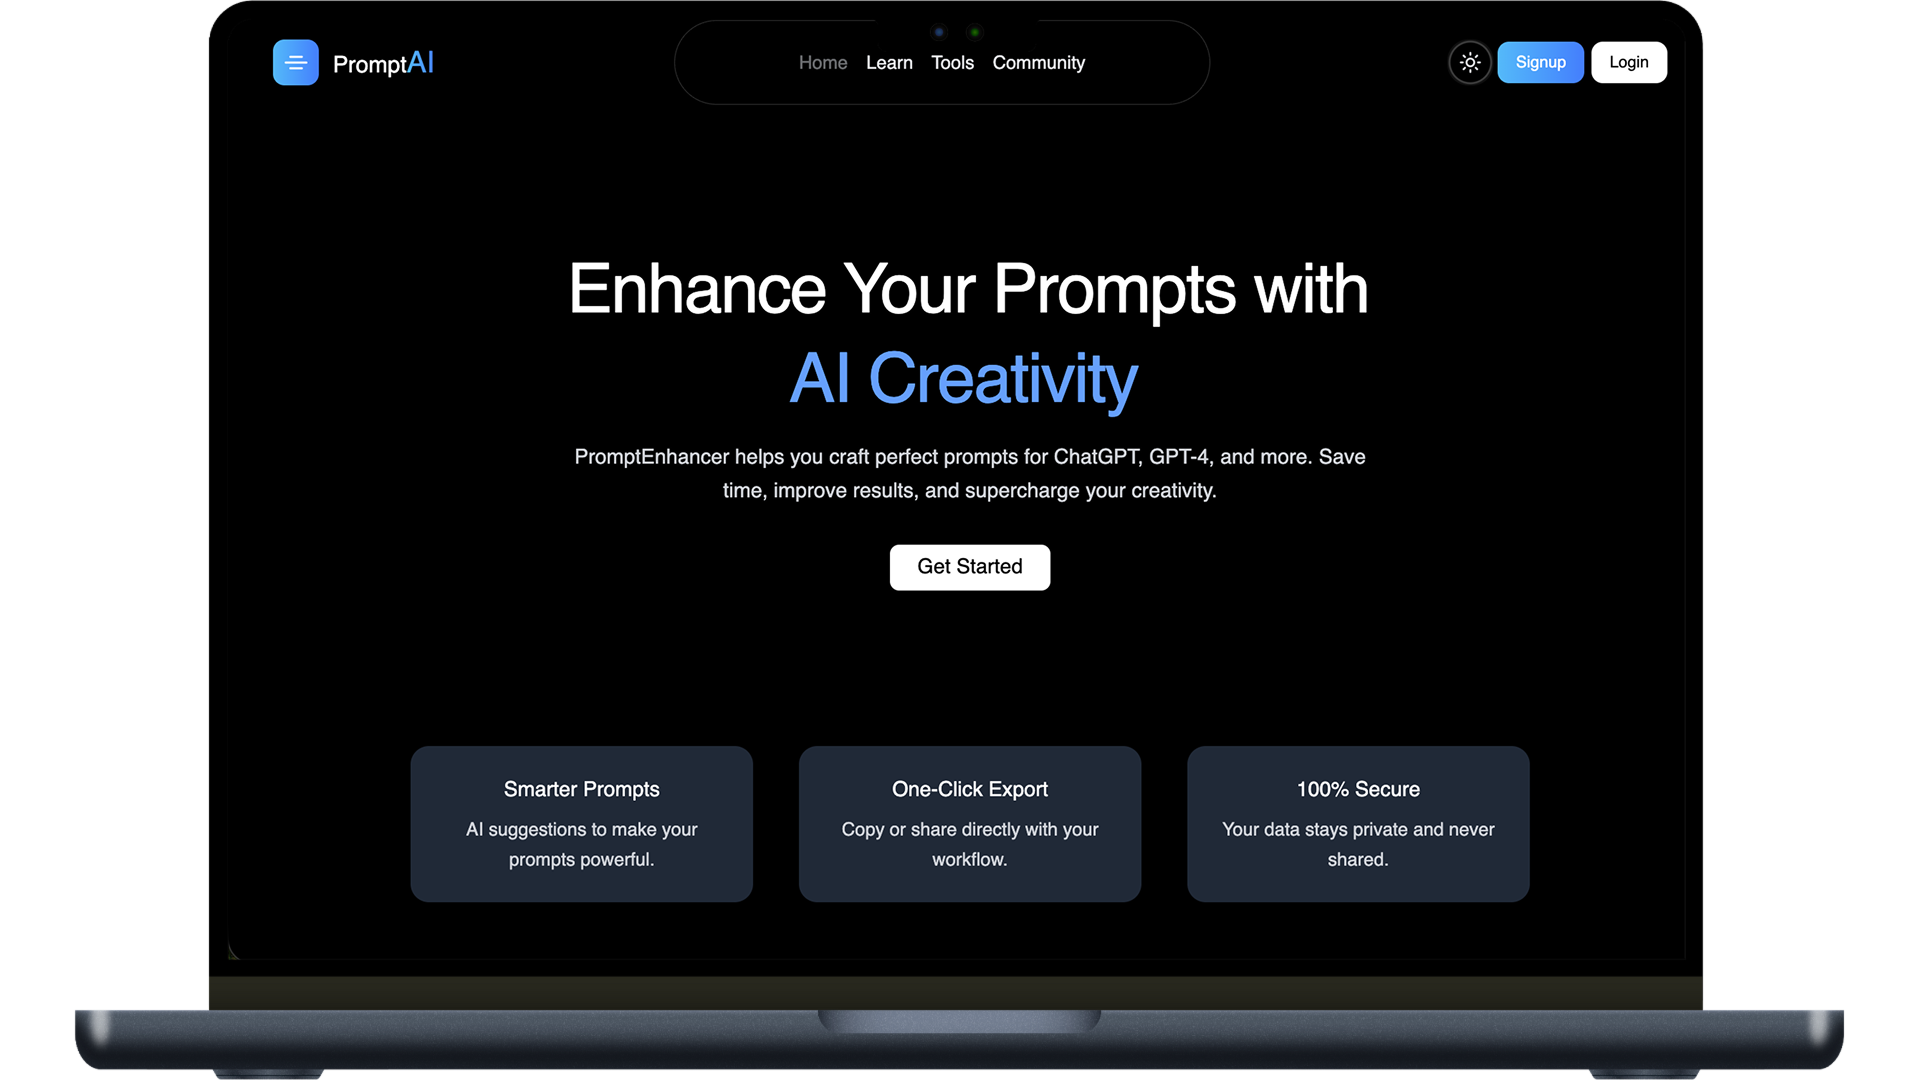 PromptAI
Home Learn Tools Community
Signup Login
Enhance Your Prompts with
AI Creativity
PromptEnhancer helps you craft perfect prompts for ChatGPT, GPT-4, and more. Save
time, improve results, and supercharge your creativity.
Get Started
Smarter Prompts
AI suggestions to make your
prompts powerful.
One-Click Export
Copy or share directly with your
workflow.
100% Secure
Your data stays private and never
shared.